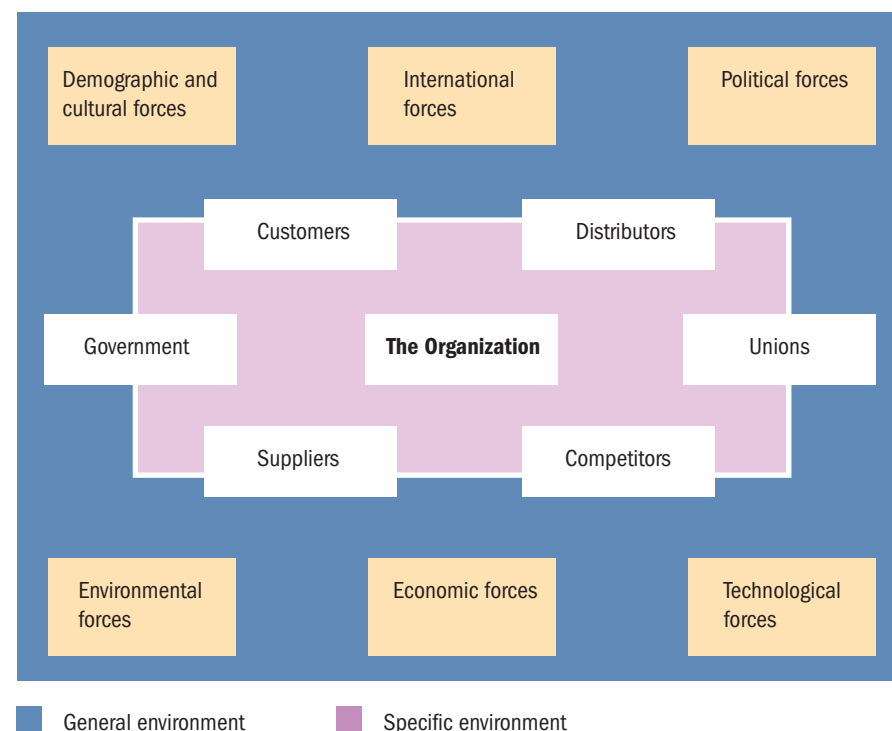 Demographic and
cultural forces
International
forces
Political forces
Customers
Distributors
Government
The Organization
Unions
Suppliers
Competitors
Environmental
forces
Economic forces
Technological
forces
General environment
Specific environment